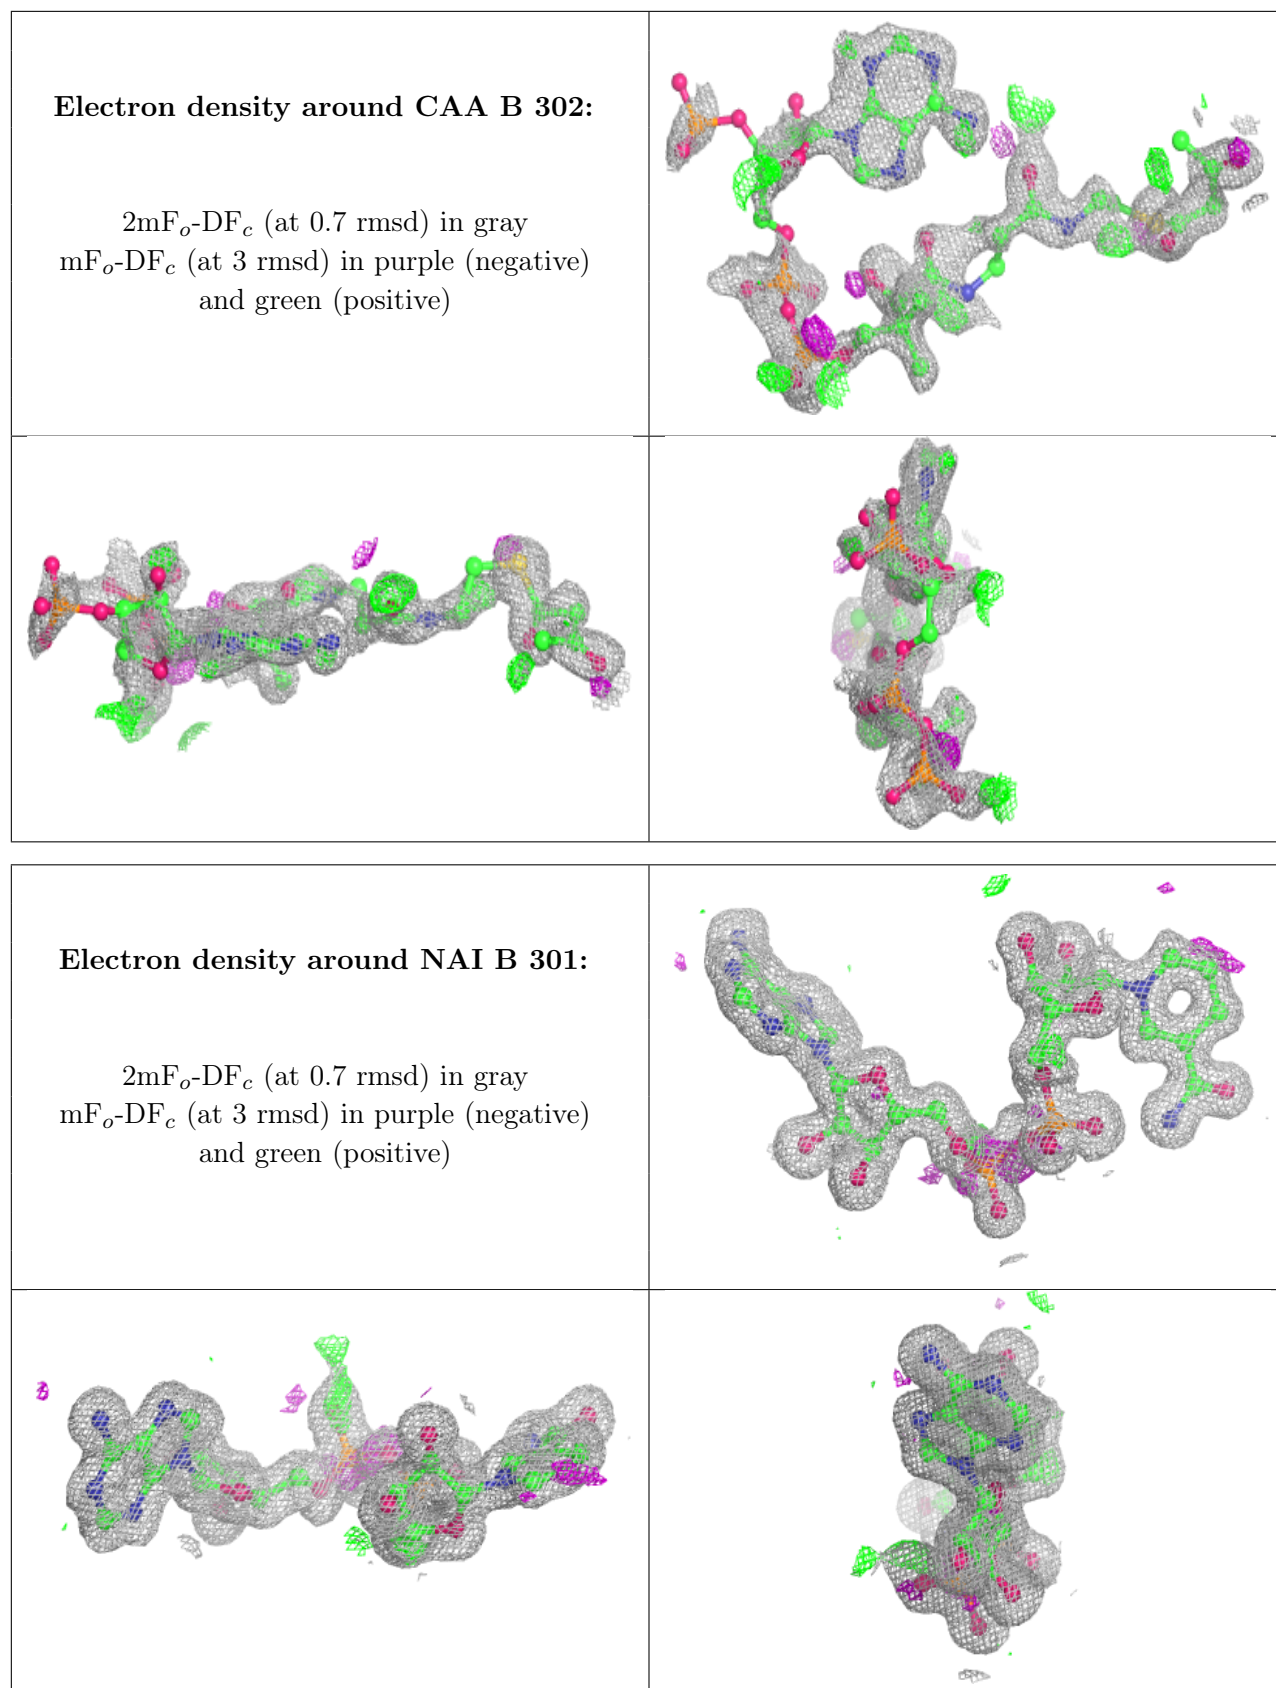 Electron density around CAA B 302:
2mFo-DFc (at 0.7 rmsd) in gray
mFo-DFc (at 3 rmsd) in purple (negative)
and green (positive)
Electron density around NAI B 301:
2mFo-DFc (at 0.7 rmsd) in gray
mFo-DFc (at 3 rmsd) in purple (negative)
and green (positive)